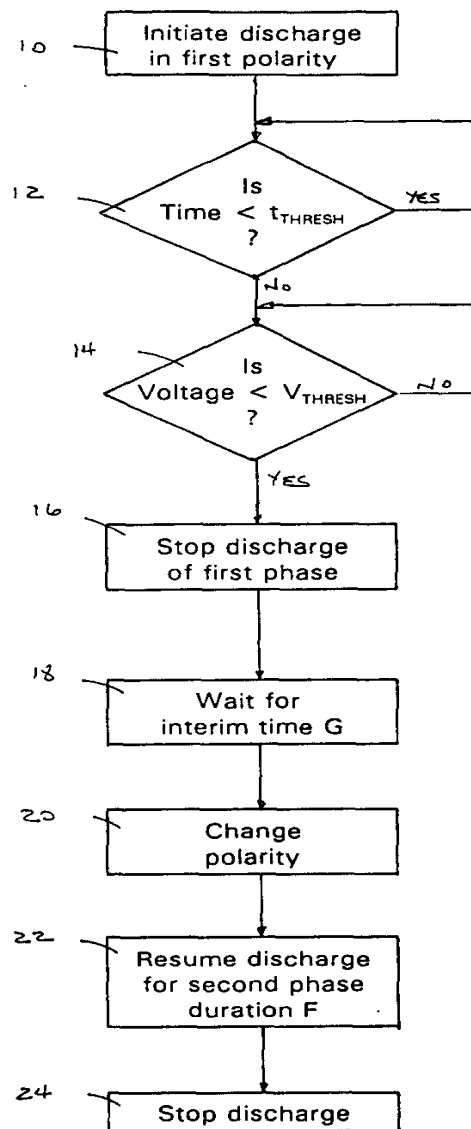 10
Initiate discharge
in first polarity
12
Is
Time < tTHRESH
?
YES
No
14
Is
Voltage < VTHRESH
?
No
YES
16
Stop discharge
of first phase
18
Wait for
interim time G
20
Change
polarity
22
Resume discharge
for second phase
duration F
24
Stop discharge